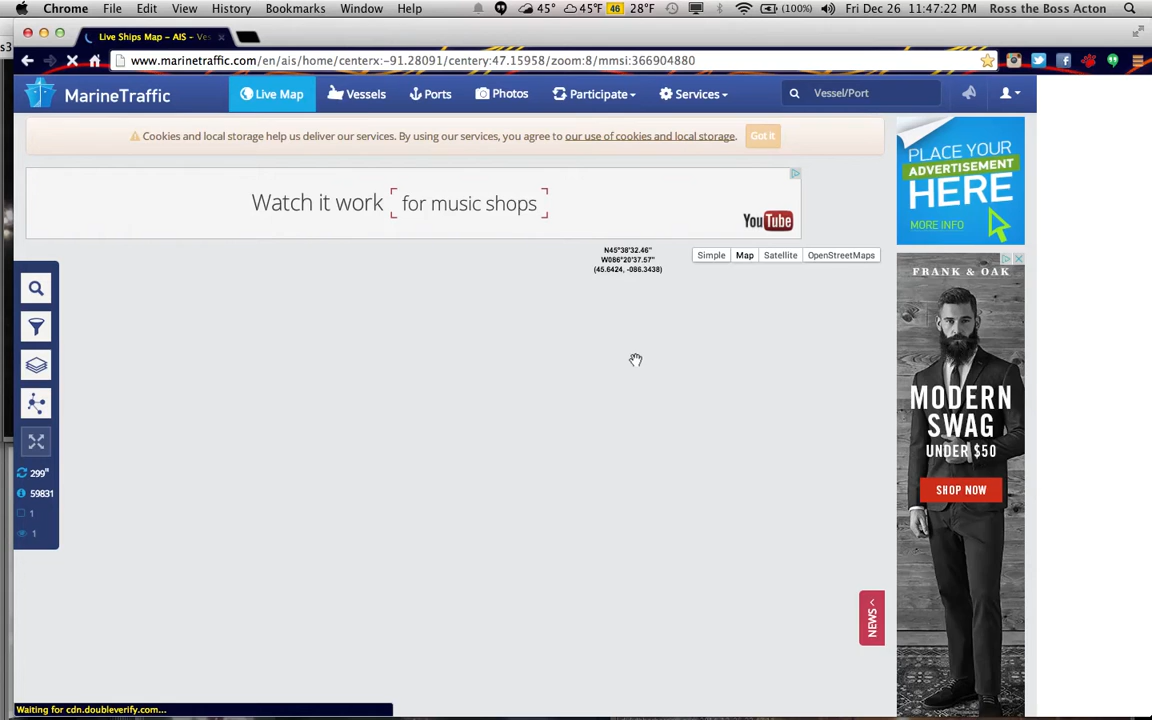 Chrome File Edit View History Bookmarks Window Help 45° 45°F 46 28°F (100%) Fri Dec 26 11:47:22 PM Ross the Boss Acton
Live Ships Map - AIS - Ves
www.marinetraffic.com/en/ais/home/centerx:-91.28091/centery:47.15958/zoom:8/mmsi:366904880
MarineTraffic Live Map Vessels Ports Photos Participate Services Vessel/Port
Cookies and local storage help us deliver our services. By using our services, you agree to our use of cookies and local storage. Got it
Watch it work for music shops
YouTube
N45°38'32.46"
W086°20'37.57"
(45.6424, -086.3438)
Simple Map Satellite OpenStreetMaps
299"
59831
1
1
NEWS
PLACE YOUR
ADVERTISEMENT
HERE
MORE INFO
FRANK & OAK
MODERN
SWAG
UNDER $50
SHOP NOW
Waiting for cdn.doubleverify.com...